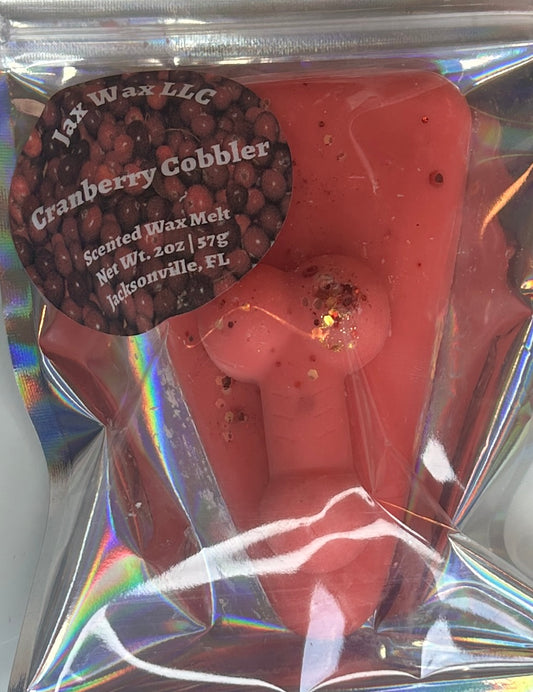 Jax Wax LLC
Cranberry Cobbler
Scented Wax Melt
Net Wt. 2oz | 57g
Jacksonville, FL